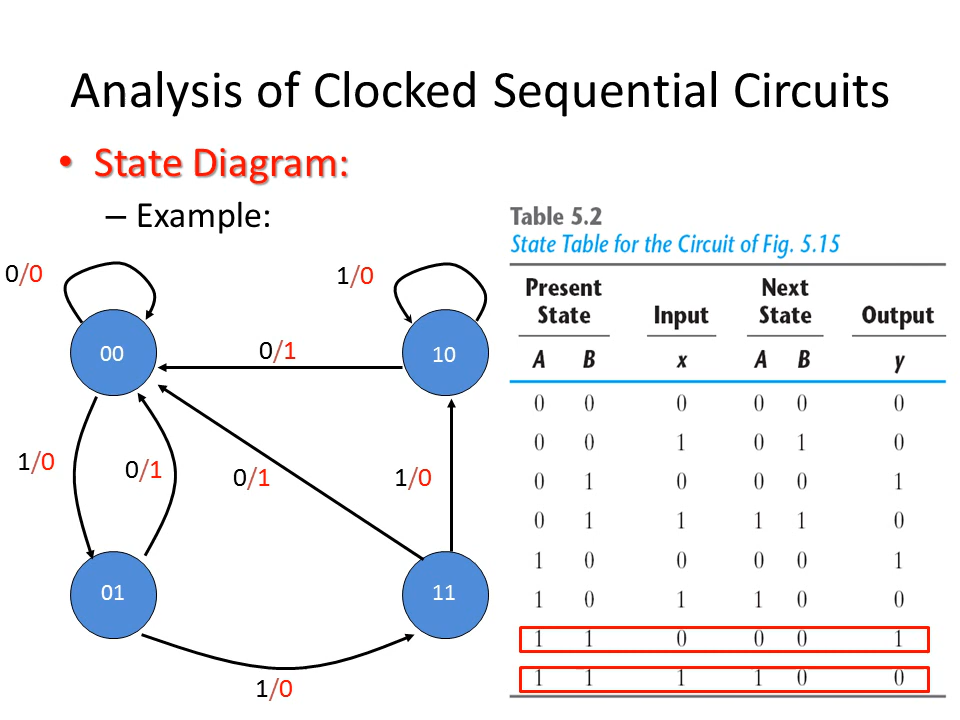 Analysis of Clocked Sequential Circuits
• State Diagram:
– Example:
0/0
1/0
00
10
0/1
1/0
0/1
0/1
1/0
01
11
1/0
Table 5.2
State Table for the Circuit of Fig. 5.15
Present State Input Next State Output
A B x A B y
0 0 0 0 0 0
0 0 1 0 1 0
0 1 0 0 0 1
0 1 1 1 1 0
1 0 0 0 0 1
1 0 1 1 0 0
1 1 0 0 0 1
1 1 1 1 0 0